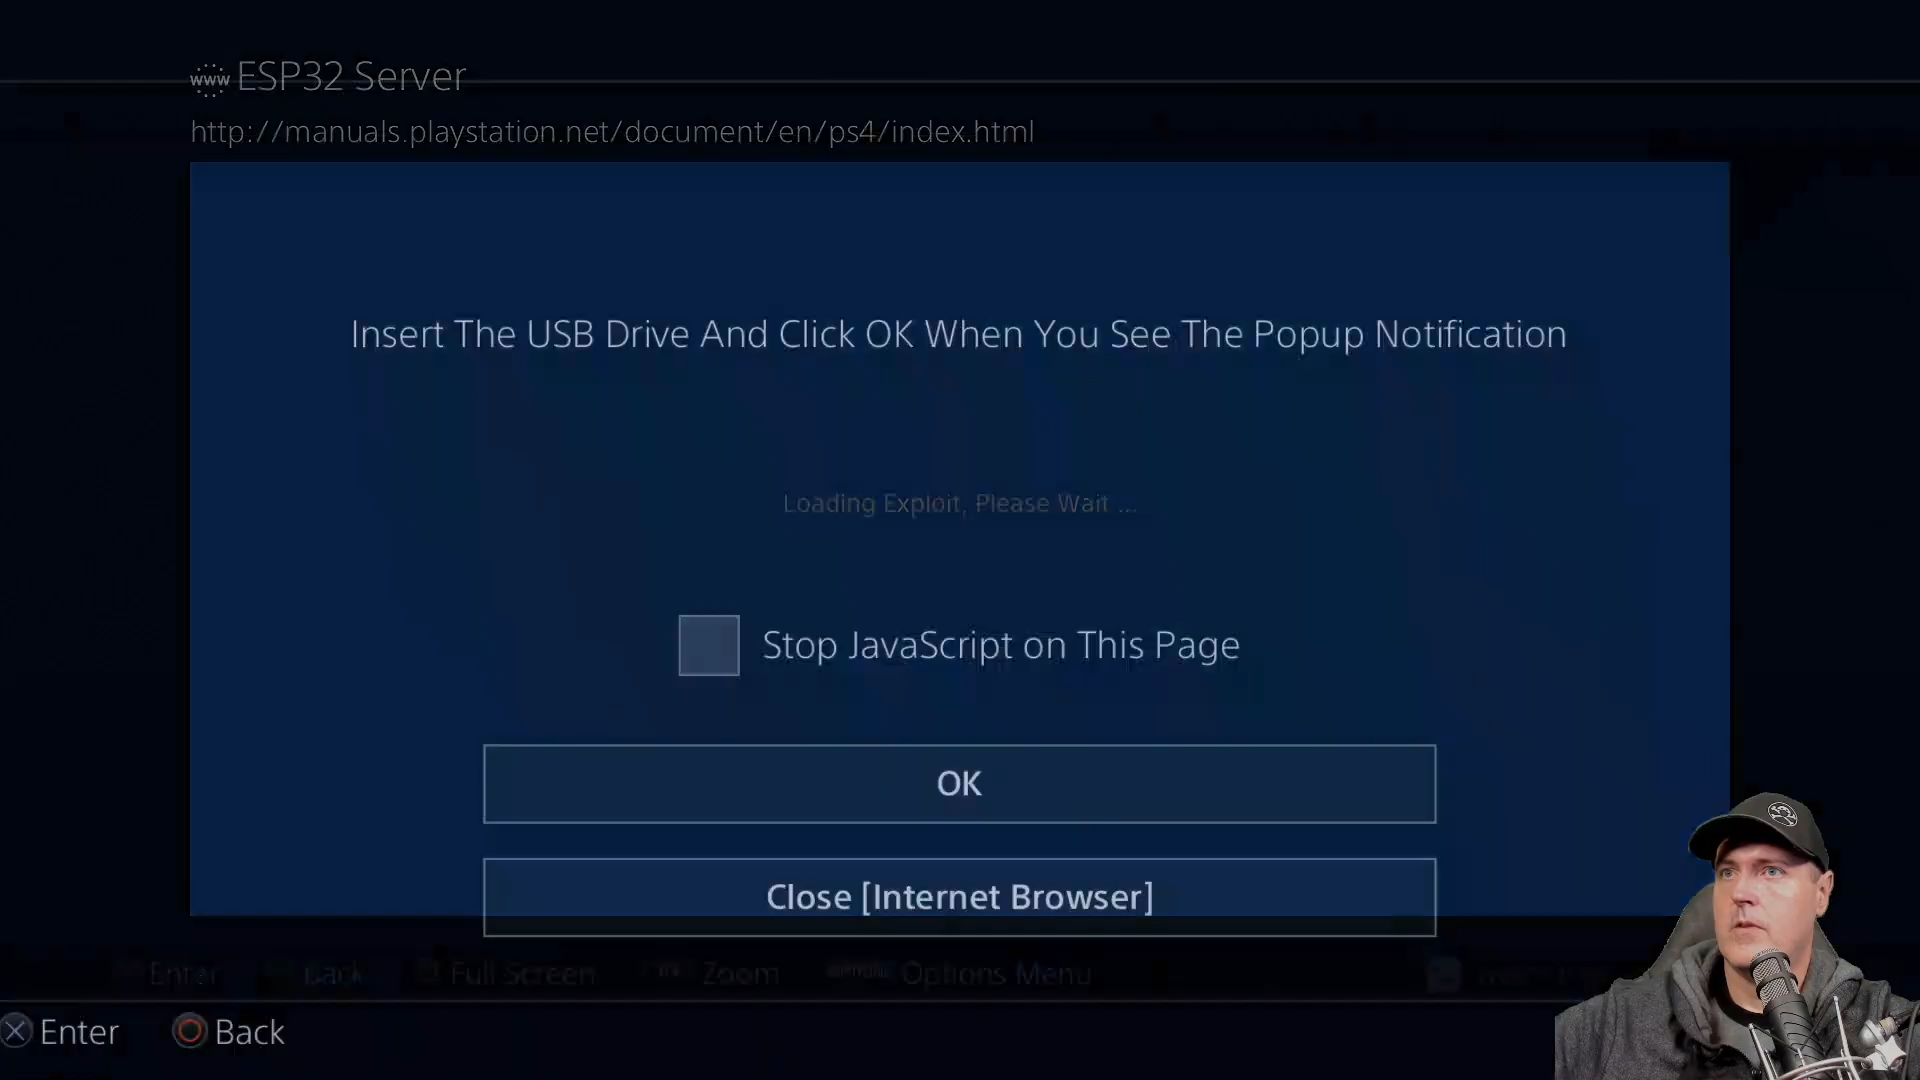 www ESP32 Server
http://manuals.playstation.net/document/en/ps4/index.html
Insert The USB Drive And Click OK When You See The Popup Notification
Loading Exploit, Please Wait ...
Stop JavaScript on This Page
OK
Close [Internet Browser]
Enter Back Full Screen Zoom Options Menu
Enter Back